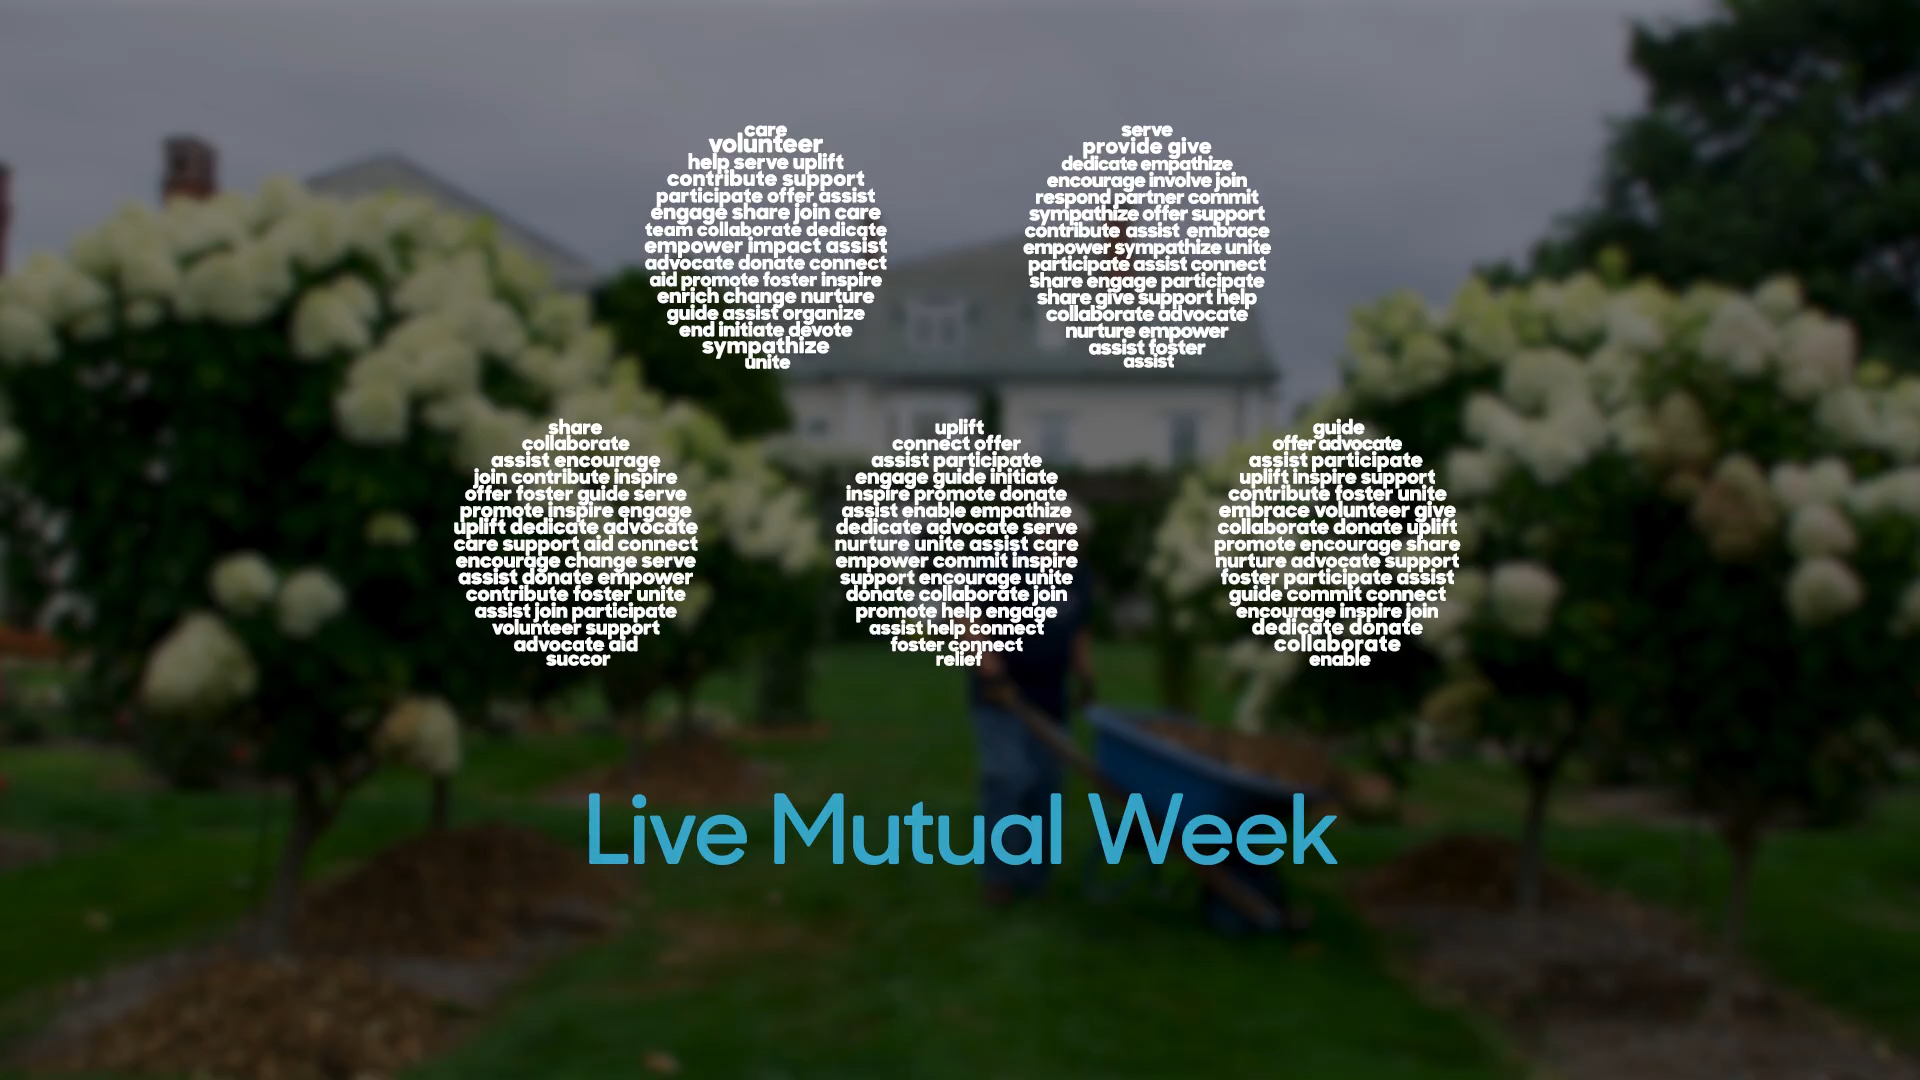 care
volunteer
help serve uplift
contribute support
participate offer assist
engage share join care
team collaborate dedicate
empower impact assist
advocate donate connect
aid promote foster inspire
enrich change nurture
guide assist organize
end initiate devote
sympathize
unite
serve
provide give
dedicate empathize
encourage involve join
respond partner commit
sympathize offer support
contribute assist embrace
empower sympathize unite
participate assist connect
share engage participate
share give support help
collaborate advocate
nurture empower
assist foster
assist
share
collaborate
assist encourage
join contribute inspire
offer foster guide serve
promote inspire engage
uplift dedicate advocate
care support aid connect
encourage change serve
assist donate empower
contribute foster unite
assist join participate
volunteer support
advocate aid
succor
uplift
connect offer
assist participate
engage guide initiate
inspire promote donate
assist enable empathize
dedicate advocate serve
nurture unite assist care
empower commit inspire
support encourage unite
donate collaborate join
promote help engage
assist help connect
foster connect
relief
guide
offer advocate
assist participate
uplift inspire support
contribute foster unite
embrace volunteer give
collaborate donate uplift
promote encourage share
nurture advocate support
foster participate assist
guide commit connect
encourage inspire join
dedicate donate
collaborate
enable
Live Mutual Week